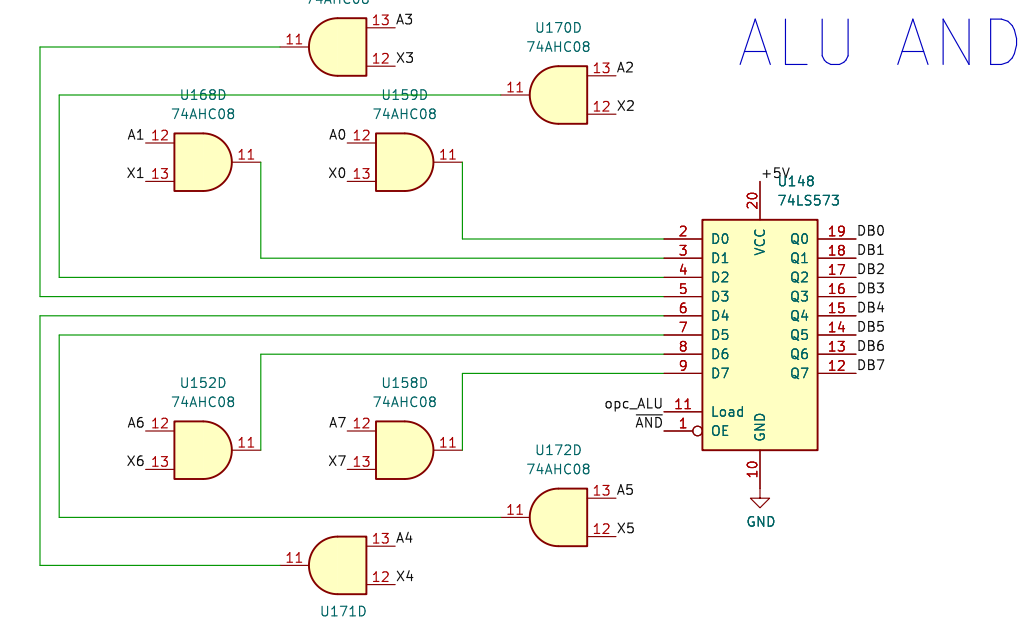 74AHC08
13 A3
11
12 X3
ALU AND
U170D
74AHC08
13 A2
11
12 X2
U168D
74AHC08
A1 12
11
X1 13
U159D
74AHC08
A0 12
11
X0 13
+5V
U148
74LS573
20
VCC
2 D0 Q0 19 DB0
3 D1 Q1 18 DB1
4 D2 Q2 17 DB2
5 D3 Q3 16 DB3
6 D4 Q4 15 DB4
7 D5 Q5 14 DB5
8 D6 Q6 13 DB6
9 D7 Q7 12 DB7
opc_ALU 11 Load
AND 1 OE
GND
10
GND
U152D
74AHC08
A6 12
11
X6 13
U158D
74AHC08
A7 12
11
X7 13
U172D
74AHC08
13 A5
11
12 X5
13 A4
11
12 X4
U171D